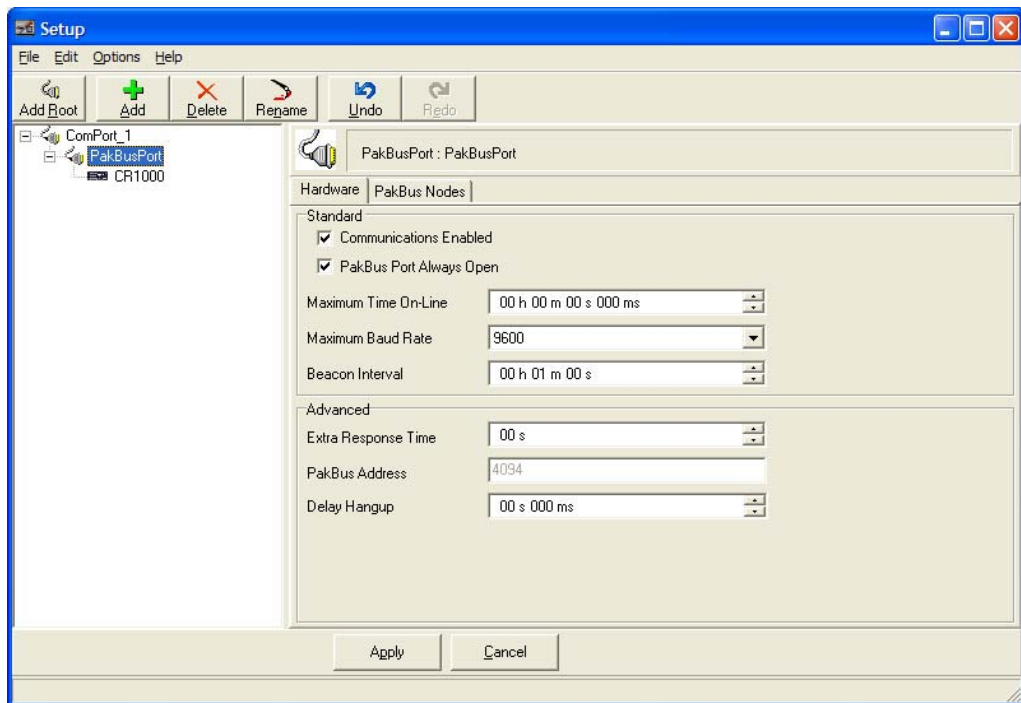 Setup
File Edit Options Help
Add Root Add Delete Rename Undo Redo
ComPort_1
PakBusPort
CR1000
PakBusPort : PakBusPort
Hardware PakBus Nodes
Standard
Communications Enabled
PakBus Port Always Open
Maximum Time On-Line 00 h 00 m 00 s 000 ms
Maximum Baud Rate 9600
Beacon Interval 00 h 01 m 00 s
Advanced
Extra Response Time 00 s
PakBus Address 4094
Delay Hangup 00 s 000 ms
Apply Cancel